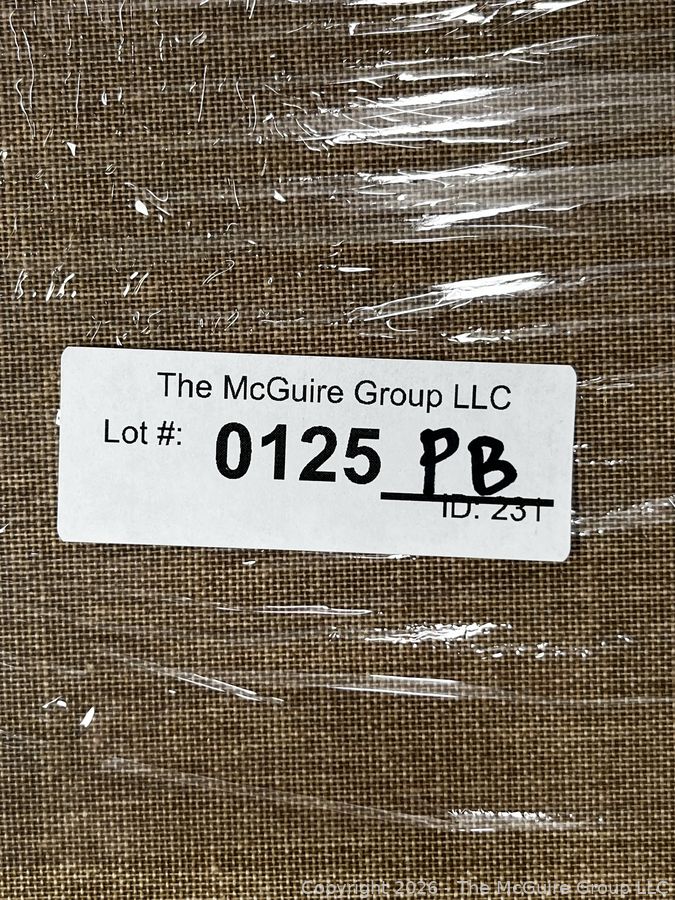 The McGuire Group LLC
Lot #: 0125 PB
ID: 231
Copyright 2026 - The McGuire Group LLC